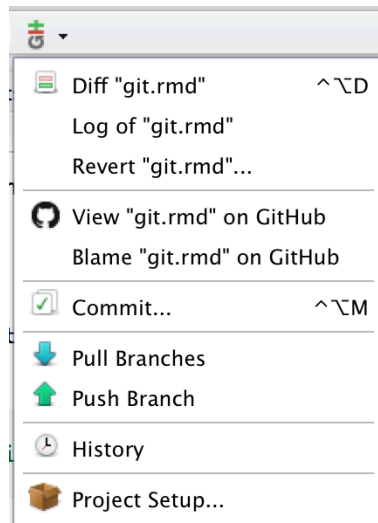 git
Diff "git.rmd" ^⌥D
Log of "git.rmd"
Revert "git.rmd"...
View "git.rmd" on GitHub
Blame "git.rmd" on GitHub
Commit... ^⌥M
Pull Branches
Push Branch
History
Project Setup...